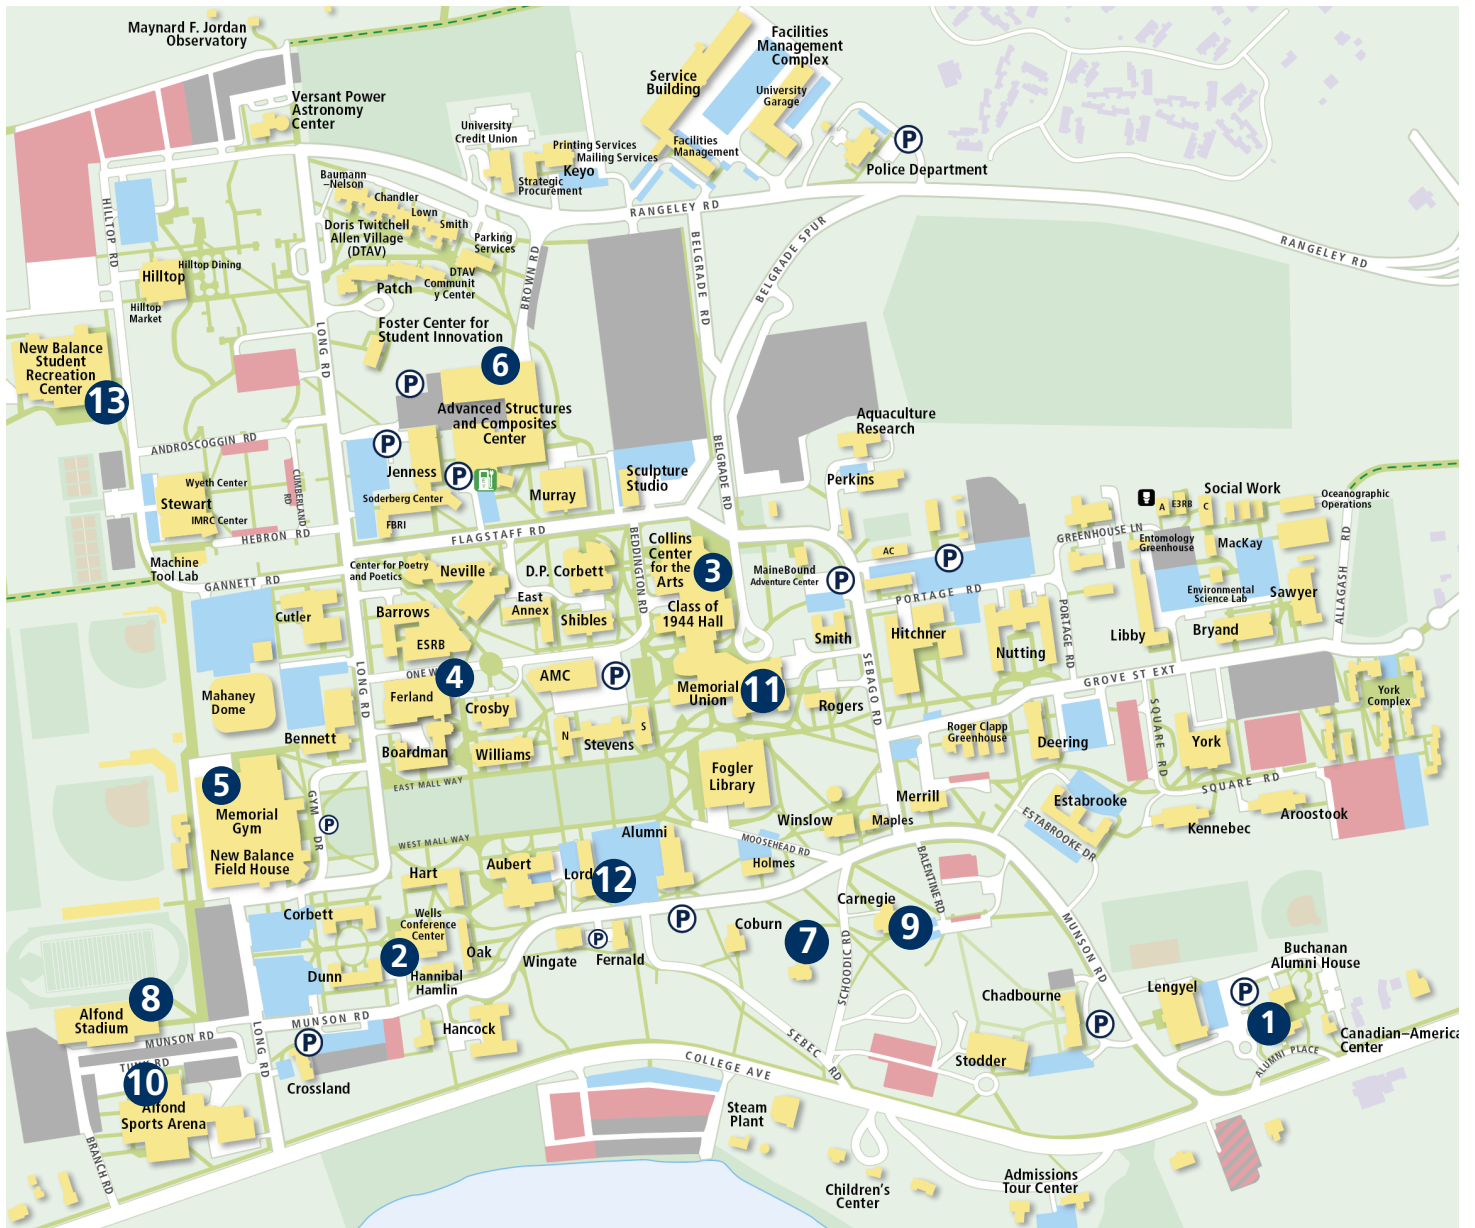 Maynard F. Jordan
Observatory
Facilities
Management
Complex
Service
Building
University
Garage
Versant Power
Astronomy
Center
University
Credit Union
Printing Services
Mailing Services
Keyo
Strategic
Procurement
Facilities
Management
P
Police Department
Baumann
–Nelson
Chandler
Lown
Smith
Doris Twitchell
Allen Village
(DTAV)
Parking
Services
RANGELEY RD
RANGELEY RD
HILLTOP RD
BELGRADE RD
BELGRADE SPUR
BROWN RD
Hilltop
Hilltop Dining
Hilltop
Market
Patch
DTAV
Communit
y Center
Foster Center for
Student Innovation
LONG RD
New Balance
Student
Recreation
Center
13
6
P
Advanced Structures
and Composites
Center
Aquaculture
Research
ANDROSCOGGIN RD
P
Jenness
P
BELGRADE RD
Sculpture
Studio
Perkins
Wyeth Center
Stewart
IMRC Center
CUMBERLAND
RD
Soderberg Center
FBRI
Murray
Social Work
Oceanographic
Operations
A
E3RB
C
HEBRON RD
FLAGSTAFF RD
BEDDINGTON RD
GREENHOUSE LN
Entomology
Greenhouse
MacKay
ALLAGASH RD
Machine
Tool Lab
GANNETT RD
Center for Poetry
and Poetics
Neville
D.P. Corbett
Collins
Center
for the
Arts
3
MaineBound
Adventure Center
P
AC
P
PORTAGE RD
Environmental
Science Lab
Sawyer
Cutler
Barrows
East
Annex
Shibles
Class of
1944 Hall
Smith
Hitchner
Nutting
PORTAGE RD
Libby
Bryand
ESRB
ONE W
4
AMC
P
SEBAGO RD
GROVE ST EXT
Mahaney
Dome
LONG RD
Ferland
Crosby
Memorial
Union
11
Rogers
York
Complex
Bennett
Boardman
Williams
N
Stevens
S
Roger Clapp
Greenhouse
Deering
SQUARE RD
York
5
Memorial
Gym
New Balance
Field House
GYM DR
P
EAST MALL WAY
WEST MALL WAY
Fogler
Library
Merrill
Estabrooke
SQUARE RD
Aroostook
Kennebec
ESTABROOKE DR
Winslow
Maples
Alumni
MOOSEHEAD RD
Holmes
Hart
Aubert
Lord
12
BALENTINE RD
Corbett
Wells
Conference
Center
Oak
P
Coburn
7
Carnegie
9
MUNSON RD
Dunn
2
Hannibal
Hamlin
Wingate
P
Fernald
SCHOODIC RD
Buchanan
Alumni House
8
Alfond
Stadium
MUNSON RD
MUNSON RD
LONG RD
Hancock
P
Chadbourne
P
Lengyel
P
1
Canadian–America
Center
ALUMNI PLACE
SEBEC RD
COLLEGE AVE
Stodder
10
Alfond
Sports Arena
Crossland
Steam
Plant
BRANCH RD
Children's
Center
Admissions
Tour Center